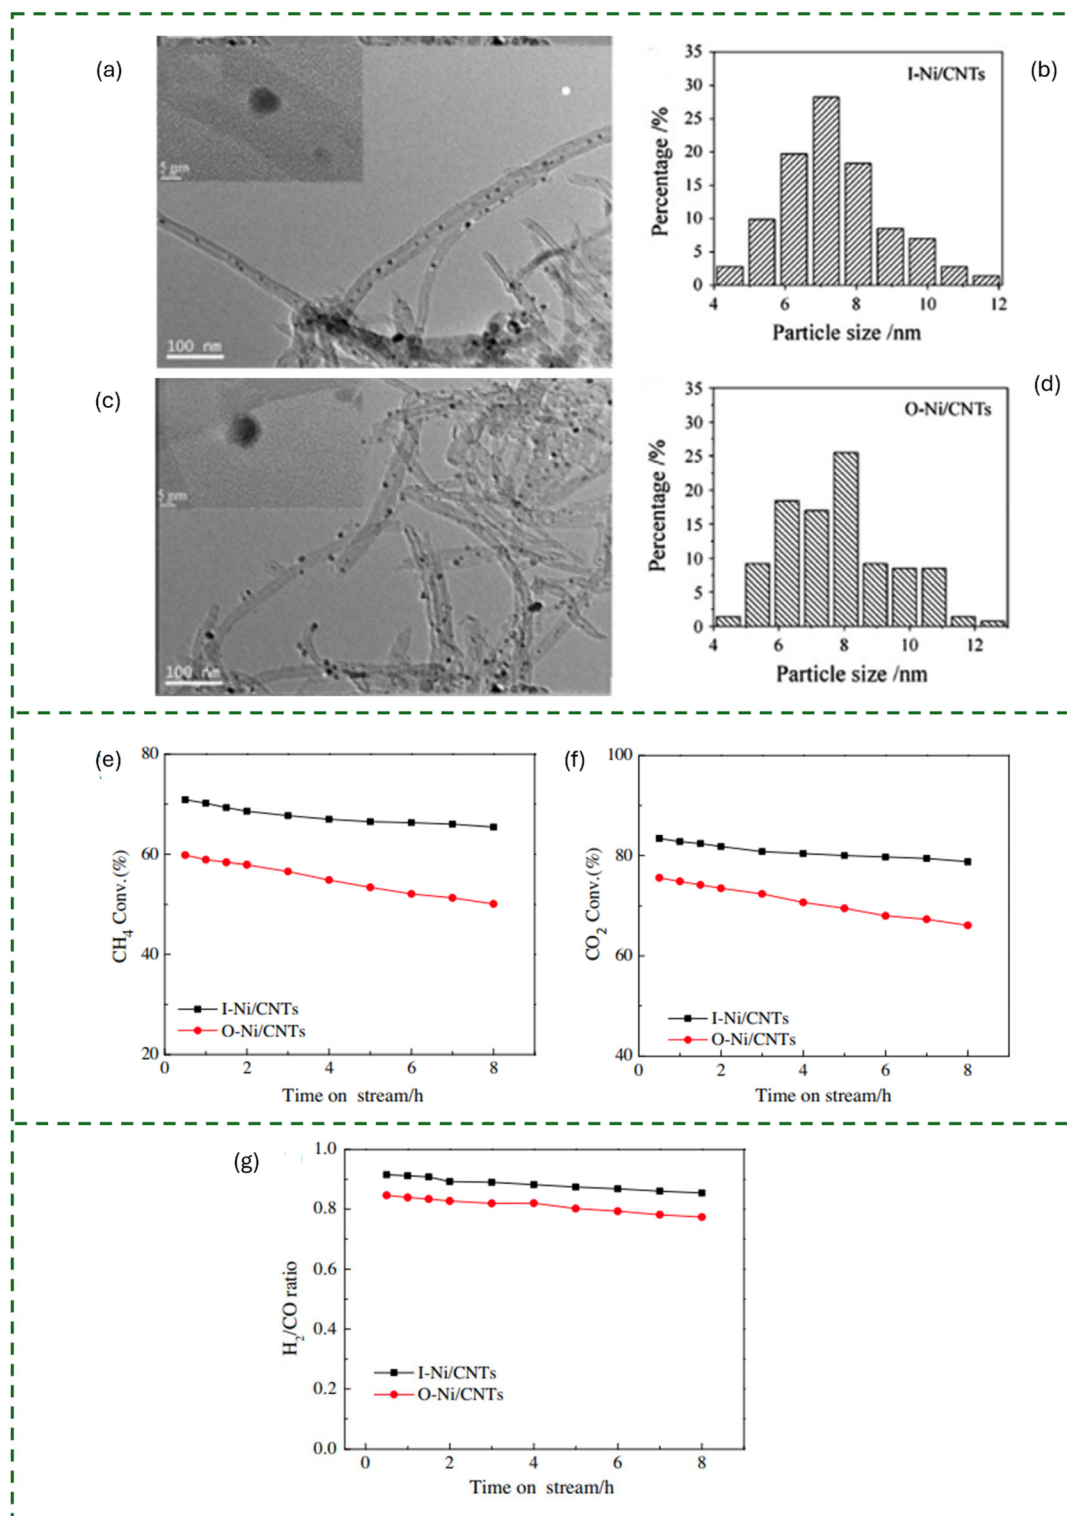 (a)
5 nm
100 nm
(b)
I-Ni/CNTs
Percentage /%
35
30
25
20
15
10
5
0
4 6 8 10 12
Particle size /nm
(c)
5 nm
100 nm
(d)
O-Ni/CNTs
Percentage /%
35
30
25
20
15
10
5
0
4 6 8 10 12
Particle size /nm
(e)
CH4 Conv.(%)
80
60
40
20
I-Ni/CNTs
O-Ni/CNTs
0 2 4 6 8
Time on stream/h
(f)
CO2 Conv.(%)
100
80
60
40
I-Ni/CNTs
O-Ni/CNTs
0 2 4 6 8
Time on stream/h
(g)
H2/CO ratio
1.0
0.8
0.6
0.4
0.2
0.0
I-Ni/CNTs
O-Ni/CNTs
0 2 4 6 8
Time on stream/h